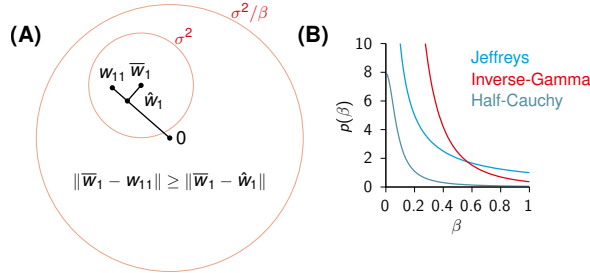 (A)
σ²/β
σ²
w₁₁
w̅₁
ŵ₁
0
‖w̅₁ − w₁₁‖ ≥ ‖w̅₁ − ŵ₁‖
(B)
Jeffreys
Inverse-Gamma
Half-Cauchy
p(β)
10
8
6
4
2
0
0 0.2 0.4 0.6 0.8 1
β